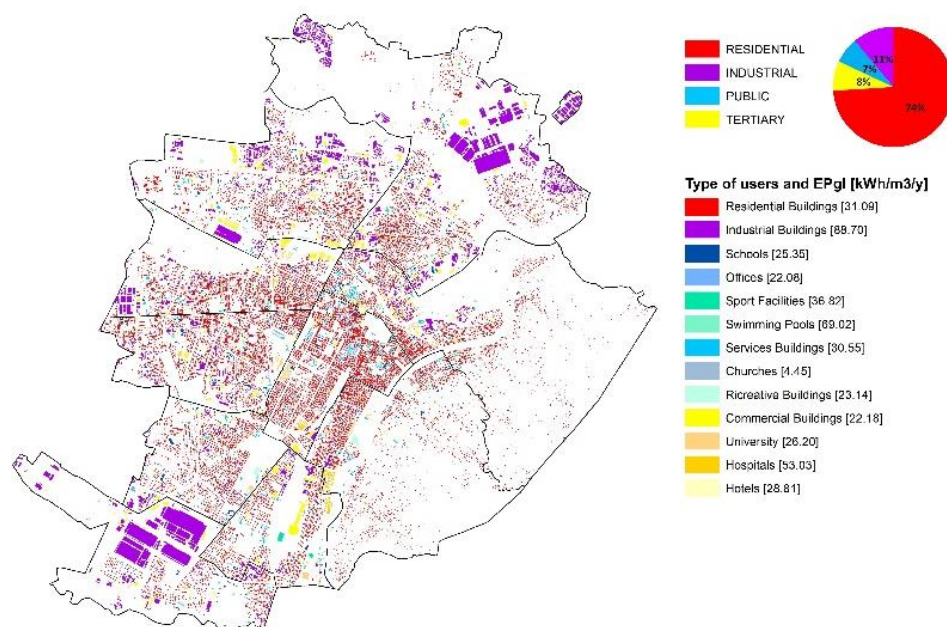 RESIDENTIAL
INDUSTRIAL
PUBLIC
TERTIARY
11%
7%
8%
74%
Type of users and EPgl [kWh/m3/y]
Residential Buildings [31.09]
Industrial Buildings [88.70]
Schools [25.35]
Offices [22.08]
Sport Facilities [36.82]
Swimming Pools [69.02]
Services Buildings [30.55]
Churches [4.45]
Ricreative Buildings [23.14]
Commercial Buildings [22.18]
University [26.20]
Hospitals [53.03]
Hotels [28.81]